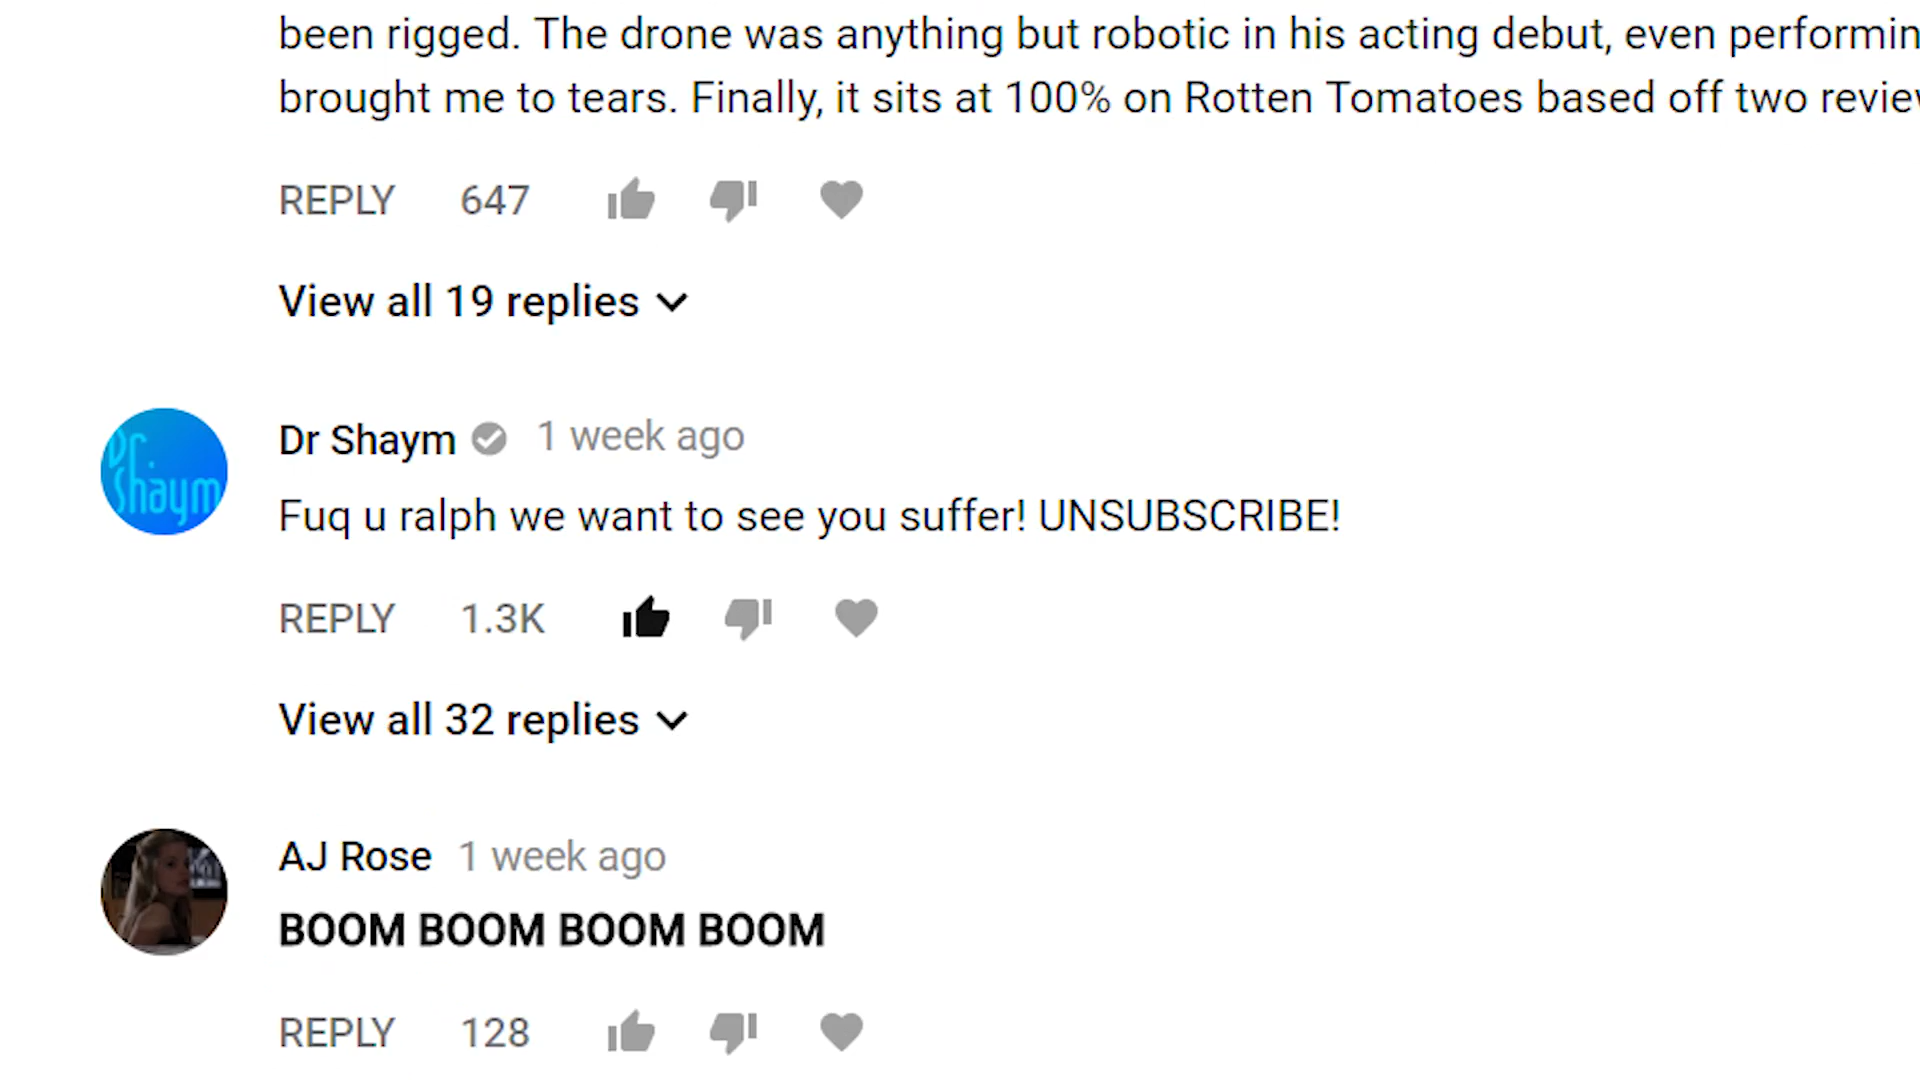 been rigged. The drone was anything but robotic in his acting debut, even performin
brought me to tears. Finally, it sits at 100% on Rotten Tomatoes based off two review
REPLY 647
View all 19 replies
Dr Shaym
Dr Shaym 1 week ago
Fuq u ralph we want to see you suffer! UNSUBSCRIBE!
REPLY 1.3K
View all 32 replies
AJ Rose 1 week ago
BOOM BOOM BOOM BOOM
REPLY 128